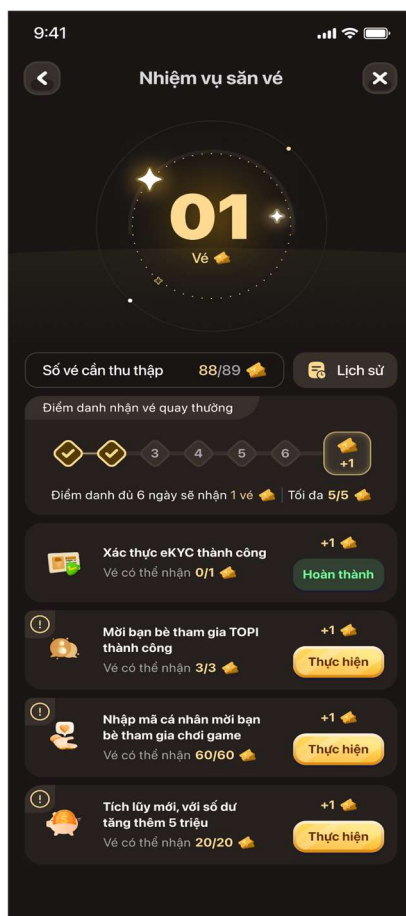 9:41
Nhiệm vụ săn vé
01
Vé
Số vé cần thu thập 88/89
Lịch sử
Điểm danh nhận vé quay thưởng
3 4 5 6
+1
Điểm danh đủ 6 ngày sẽ nhận 1 vé | Tối đa 5/5
Xác thực eKYC thành công
Vé có thể nhận 0/1
+1
Hoàn thành
Mời bạn bè tham gia TOPI
thành công
Vé có thể nhận 3/3
+1
Thực hiện
Nhập mã cá nhân mời bạn
bè tham gia chơi game
Vé có thể nhận 60/60
+1
Thực hiện
Tích lũy mới, với số dư
tăng thêm 5 triệu
Vé có thể nhận 20/20
+1
Thực hiện